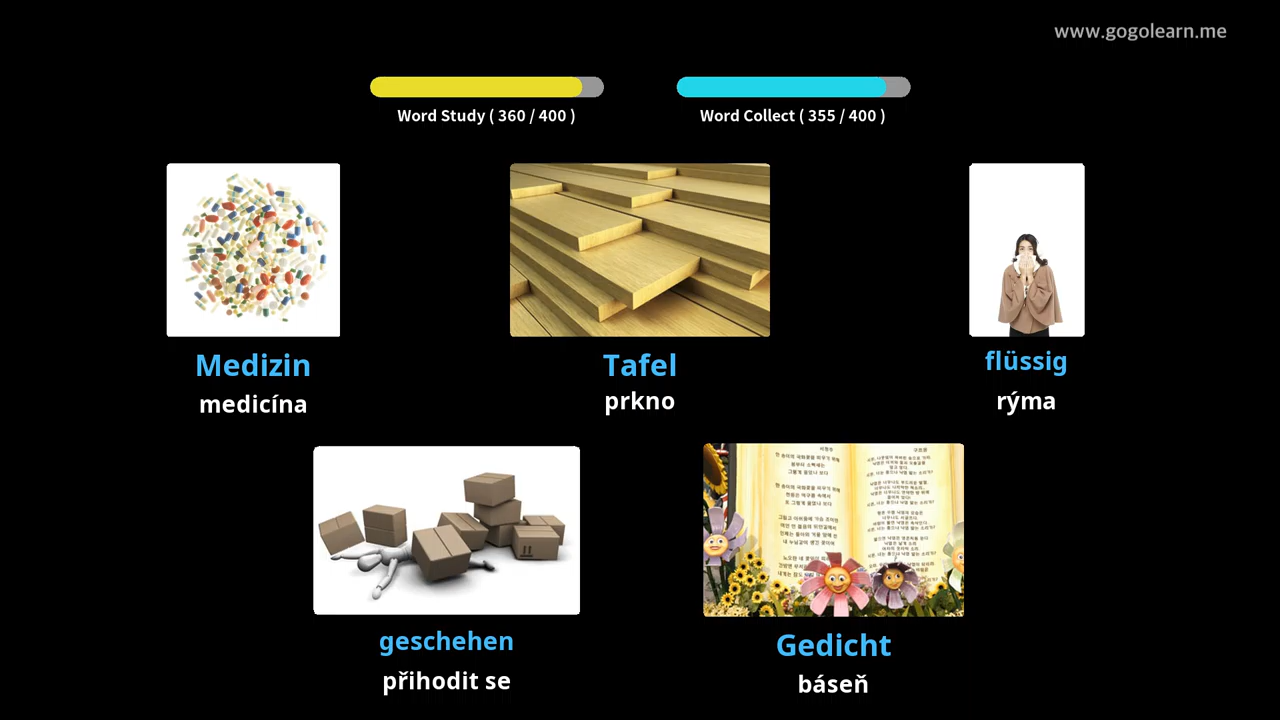 www.gogolearn.me
Word Study ( 360 / 400 )
Word Collect ( 355 / 400 )
Medizin
medicína
Tafel
prkno
flüssig
rýma
geschehen
přihodit se
Gedicht
báseň